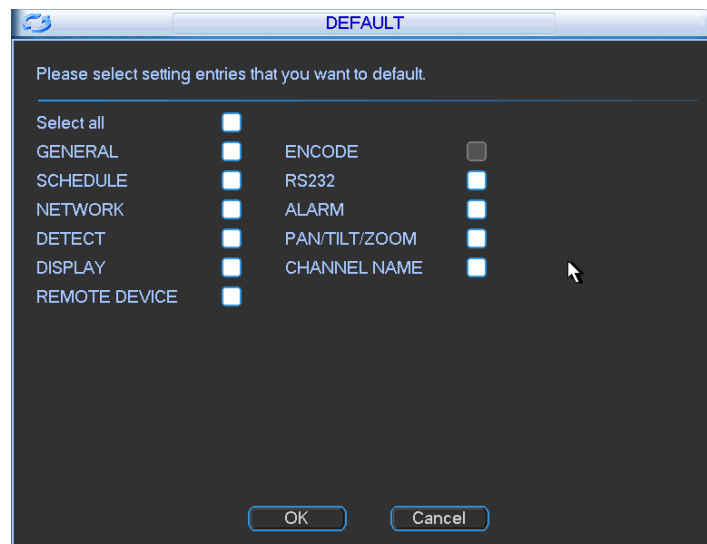 DEFAULT
Please select setting entries that you want to default.
Select all
GENERAL ENCODE
SCHEDULE RS232
NETWORK ALARM
DETECT PAN/TILT/ZOOM
DISPLAY CHANNEL NAME
REMOTE DEVICE
OK Cancel